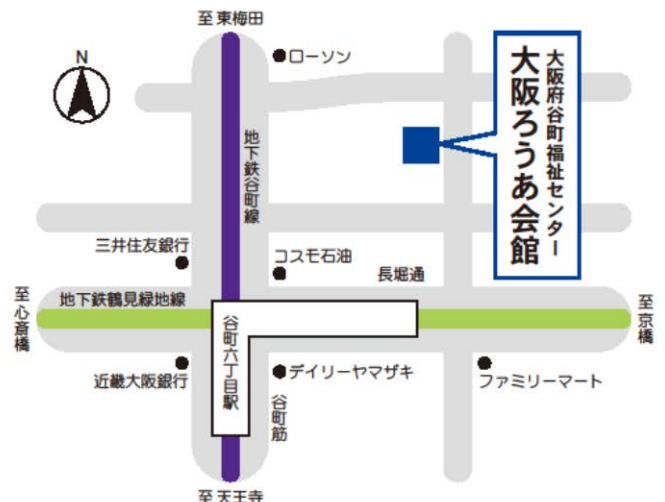 至 東梅田
N
ローソン
大阪府谷町福祉センター
大阪ろうあ会館
地下鉄谷町線
三井住友銀行
コスモ石油
長堀通
至心斎橋
地下鉄鶴見緑地線
至京橋
谷町六丁目駅
近畿大阪銀行
デイリーヤマザキ
ファミリーマート
谷町筋
至 天王寺